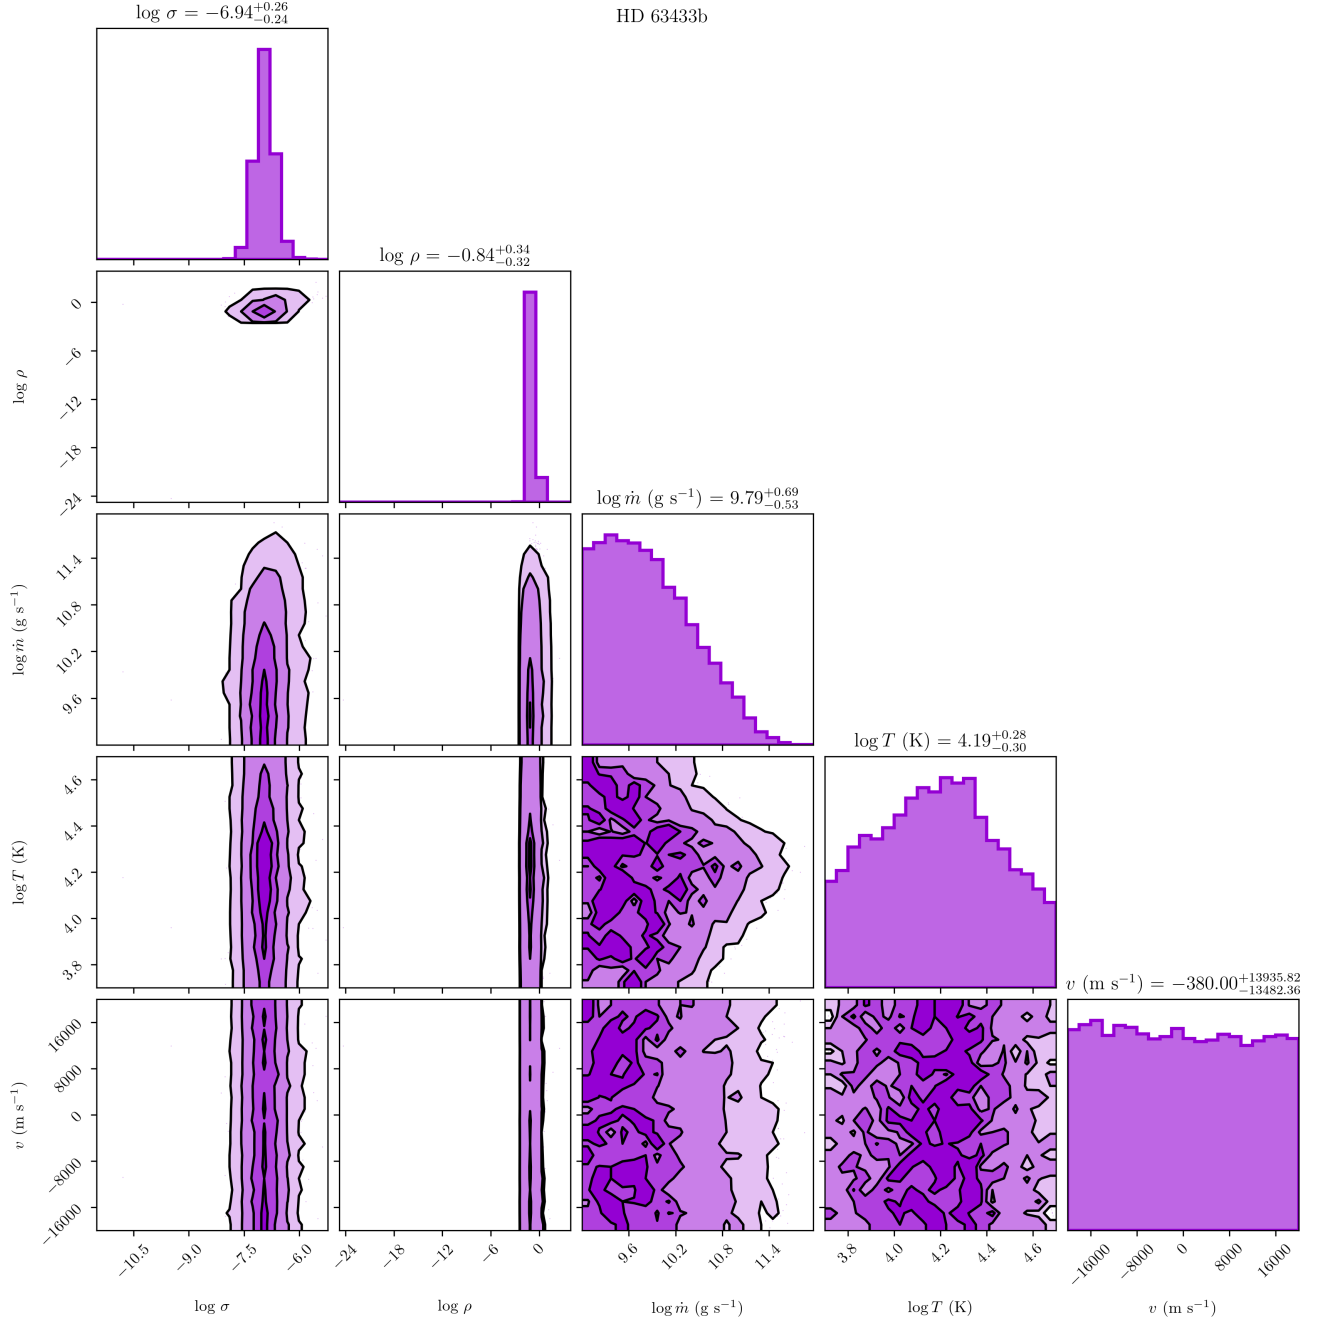 HD 63433b
log σ = −6.94 +0.26 −0.24
log ρ = −0.84 +0.34 −0.32
log ṁ (g s⁻¹) = 9.79 +0.69 −0.53
log T (K) = 4.19 +0.28 −0.30
v (m s⁻¹) = −380.00 +13935.82 −13482.36
log ρ
0
−6
−12
−18
−24
log ṁ (g s⁻¹)
11.4
10.8
10.2
9.6
log T (K)
4.6
4.4
4.2
4.0
3.8
v (m s⁻¹)
16000
8000
0
−8000
−16000
−10.5 −9.0 −7.5 −6.0
log σ
−24 −18 −12 −6 0
log ρ
9.6 10.2 10.8 11.4
log ṁ (g s⁻¹)
3.8 4.0 4.2 4.4 4.6
log T (K)
−16000 −8000 0 8000 16000
v (m s⁻¹)